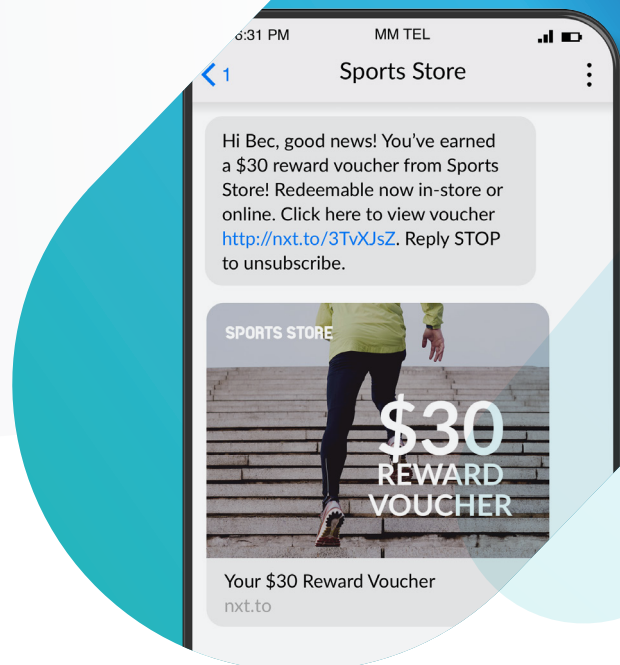 6:31 PM MM TEL
1 Sports Store
Hi Bec, good news! You’ve earned
a $30 reward voucher from Sports
Store! Redeemable now in-store or
online. Click here to view voucher
http://nxt.to/3TvXJsZ. Reply STOP
to unsubscribe.
SPORTS STORE
$30
REWARD
VOUCHER
Your $30 Reward Voucher
nxt.to